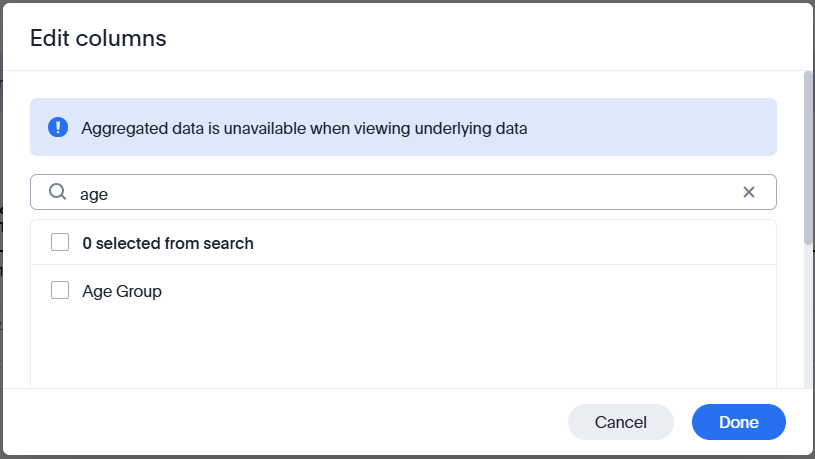 Edit columns
Aggregated data is unavailable when viewing underlying data
age
0 selected from search
Age Group
Cancel
Done